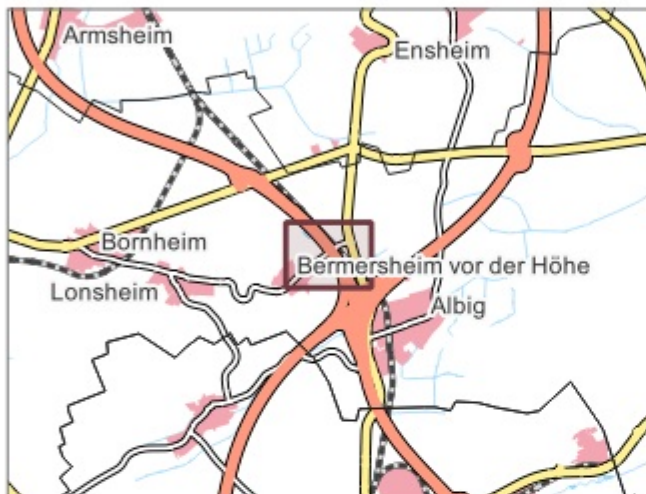 Armsheim
Ensheim
Bornheim
Bermersheim vor der Höhe
Lonsheim
Albig